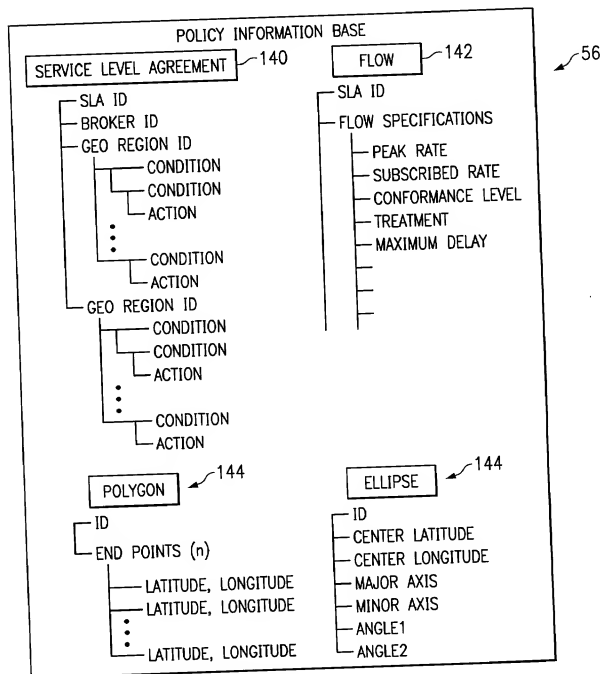 POLICY INFORMATION BASE
56
SERVICE LEVEL AGREEMENT
140
SLA ID
BROKER ID
GEO REGION ID
CONDITION
CONDITION
ACTION
CONDITION
ACTION
GEO REGION ID
CONDITION
CONDITION
ACTION
CONDITION
ACTION
FLOW
142
SLA ID
FLOW SPECIFICATIONS
PEAK RATE
SUBSCRIBED RATE
CONFORMANCE LEVEL
TREATMENT
MAXIMUM DELAY
POLYGON
144
ID
END POINTS (n)
LATITUDE, LONGITUDE
LATITUDE, LONGITUDE
LATITUDE, LONGITUDE
ELLIPSE
144
ID
CENTER LATITUDE
CENTER LONGITUDE
MAJOR AXIS
MINOR AXIS
ANGLE1
ANGLE2